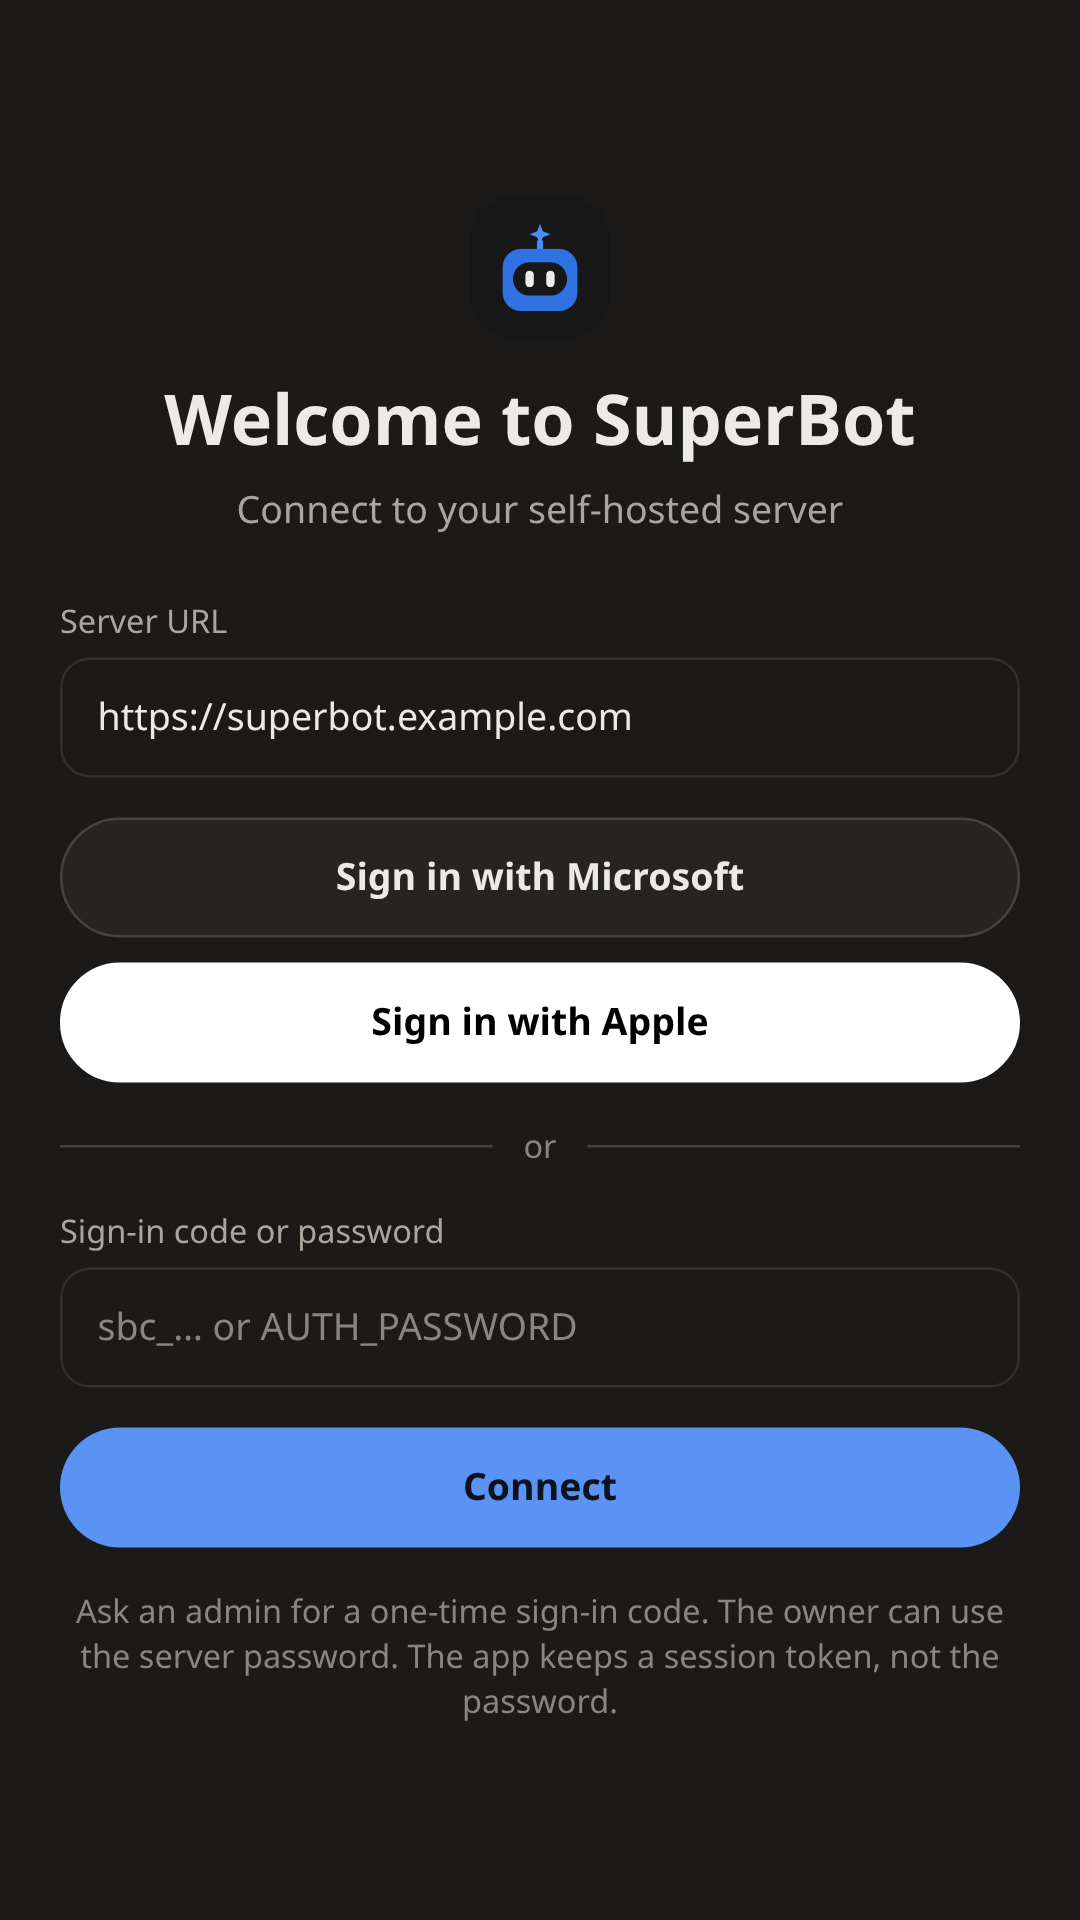 Welcome to SuperBot
Connect to your self-hosted server
Server URL
https://superbot.example.com
Sign in with Microsoft
Sign in with Apple
or
Sign-in code or password
sbc_... or AUTH_PASSWORD
Connect
Ask an admin for a one-time sign-in code. The owner can use
the server password. The app keeps a session token, not the
password.